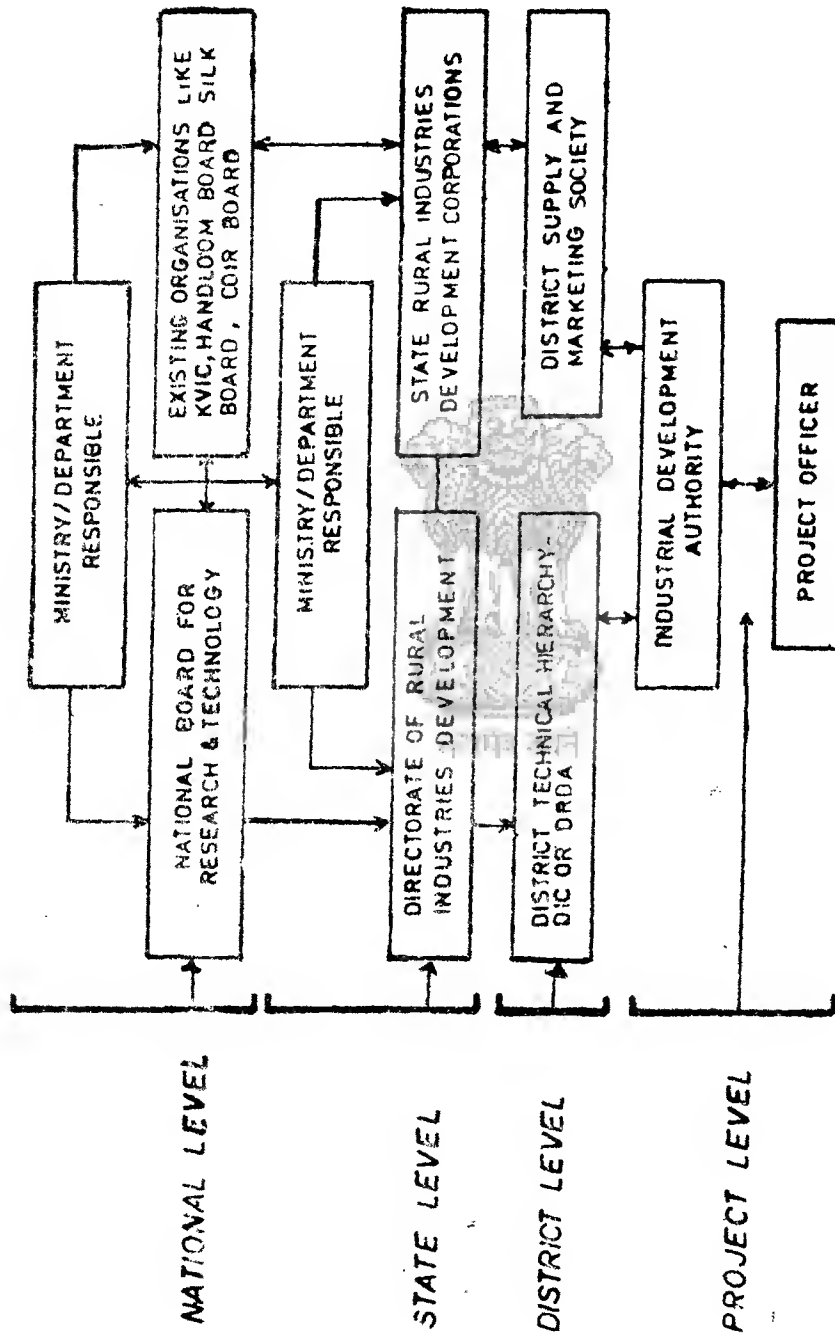 NATIONAL LEVEL
MINISTRY/DEPARTMENT
RESPONSIBLE
NATIONAL BOARD FOR
RESEARCH & TECHNOLOGY
EXISTING ORGANISATIONS LIKE
KVIC, HANDLOOM BOARD SILK
BOARD, COIR BOARD
STATE LEVEL
MINISTRY/DEPARTMENT
RESPONSIBLE
DIRECTORATE OF RURAL
INDUSTRIES DEVELOPMENT
STATE RURAL INDUSTRIES
DEVELOPMENT CORPORATIONS
DISTRICT LEVEL
DISTRICT TECHNICAL HIERARCHY-
DIC OR DRDA
DISTRICT SUPPLY AND
MARKETING SOCIETY
PROJECT LEVEL
INDUSTRIAL DEVELOPMENT
AUTHORITY
PROJECT OFFICER